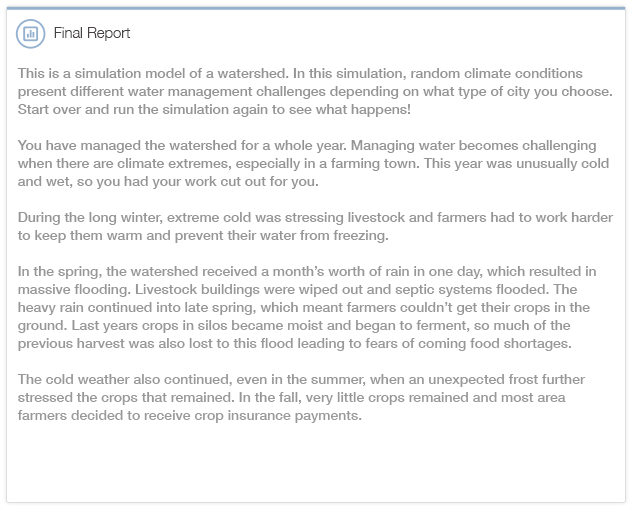 Final Report
This is a simulation model of a watershed. In this simulation, random climate conditions
present different water management challenges depending on what type of city you choose.
Start over and run the simulation again to see what happens!
You have managed the watershed for a whole year. Managing water becomes challenging
when there are climate extremes, especially in a farming town. This year was unusually cold
and wet, so you had your work cut out for you.
During the long winter, extreme cold was stressing livestock and farmers had to work harder
to keep them warm and prevent their water from freezing.
In the spring, the watershed received a month's worth of rain in one day, which resulted in
massive flooding. Livestock buildings were wiped out and septic systems flooded. The
heavy rain continued into late spring, which meant farmers couldn't get their crops in the
ground. Last years crops in silos became moist and began to ferment, so much of the
previous harvest was also lost to this flood leading to fears of coming food shortages.
The cold weather also continued, even in the summer, when an unexpected frost further
stressed the crops that remained. In the fall, very little crops remained and most area
farmers decided to receive crop insurance payments.